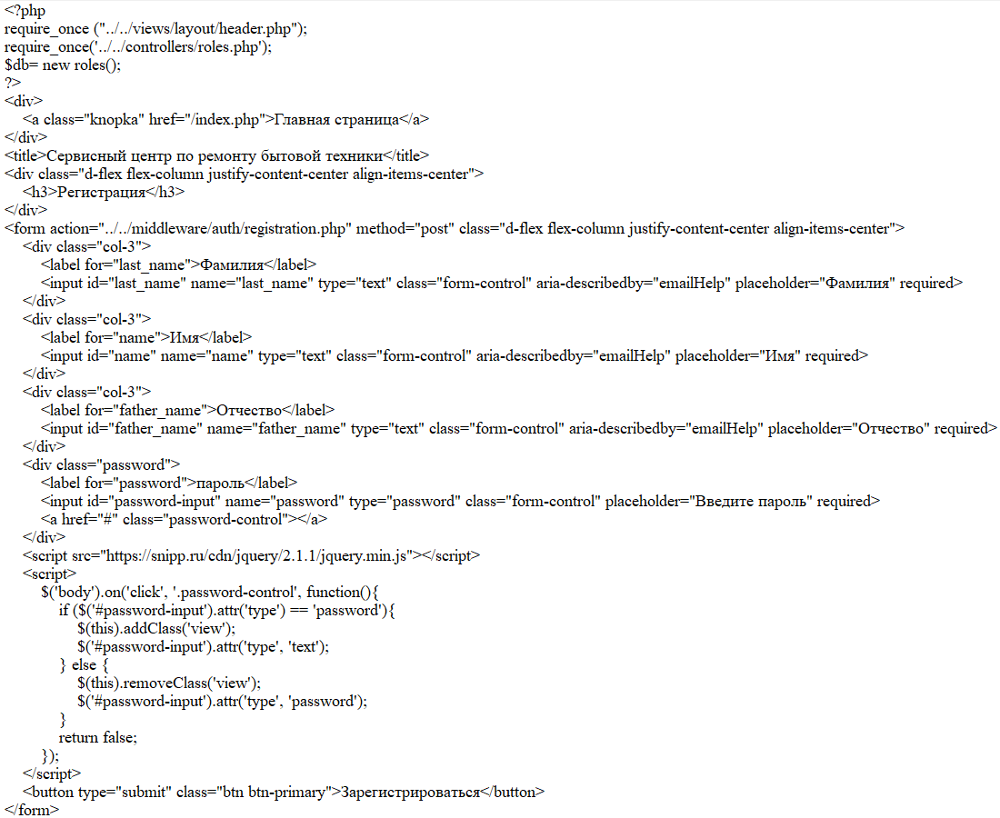 <?php
require_once ("../../views/layout/header.php");
require_once('../../controllers/roles.php');
$db= new roles();
?>
<div>
    <a class="knopka" href="/index.php">Главная страница</a>
</div>
<title>Сервисный центр по ремонту бытовой техники</title>
<div class="d-flex flex-column justify-content-center align-items-center">
    <h3>Регистрация</h3>
</div>
<form action="../../middleware/auth/registration.php" method="post" class="d-flex flex-column justify-content-center align-items-center">
    <div class="col-3">
        <label for="last_name">Фамилия</label>
        <input id="last_name" name="last_name" type="text" class="form-control" aria-describedby="emailHelp" placeholder="Фамилия" required>
    </div>
    <div class="col-3">
        <label for="name">Имя</label>
        <input id="name" name="name" type="text" class="form-control" aria-describedby="emailHelp" placeholder="Имя" required>
    </div>
    <div class="col-3">
        <label for="father_name">Отчество</label>
        <input id="father_name" name="father_name" type="text" class="form-control" aria-describedby="emailHelp" placeholder="Отчество" required>
    </div>
    <div class="password">
        <label for="password">пароль</label>
        <input id="password-input" name="password" type="password" class="form-control" placeholder="Введите пароль" required>
        <a href="#" class="password-control"></a>
    </div>
    <script src="https://snipp.ru/cdn/jquery/2.1.1/jquery.min.js"></script>
    <script>
        $('body').on('click', '.password-control', function(){
            if ($('#password-input').attr('type') == 'password'){
                $(this).addClass('view');
                $('#password-input').attr('type', 'text');
            } else {
                $(this).removeClass('view');
                $('#password-input').attr('type', 'password');
            }
            return false;
        });
    </script>
    <button type="submit" class="btn btn-primary">Зарегистрироваться</button>
</form>